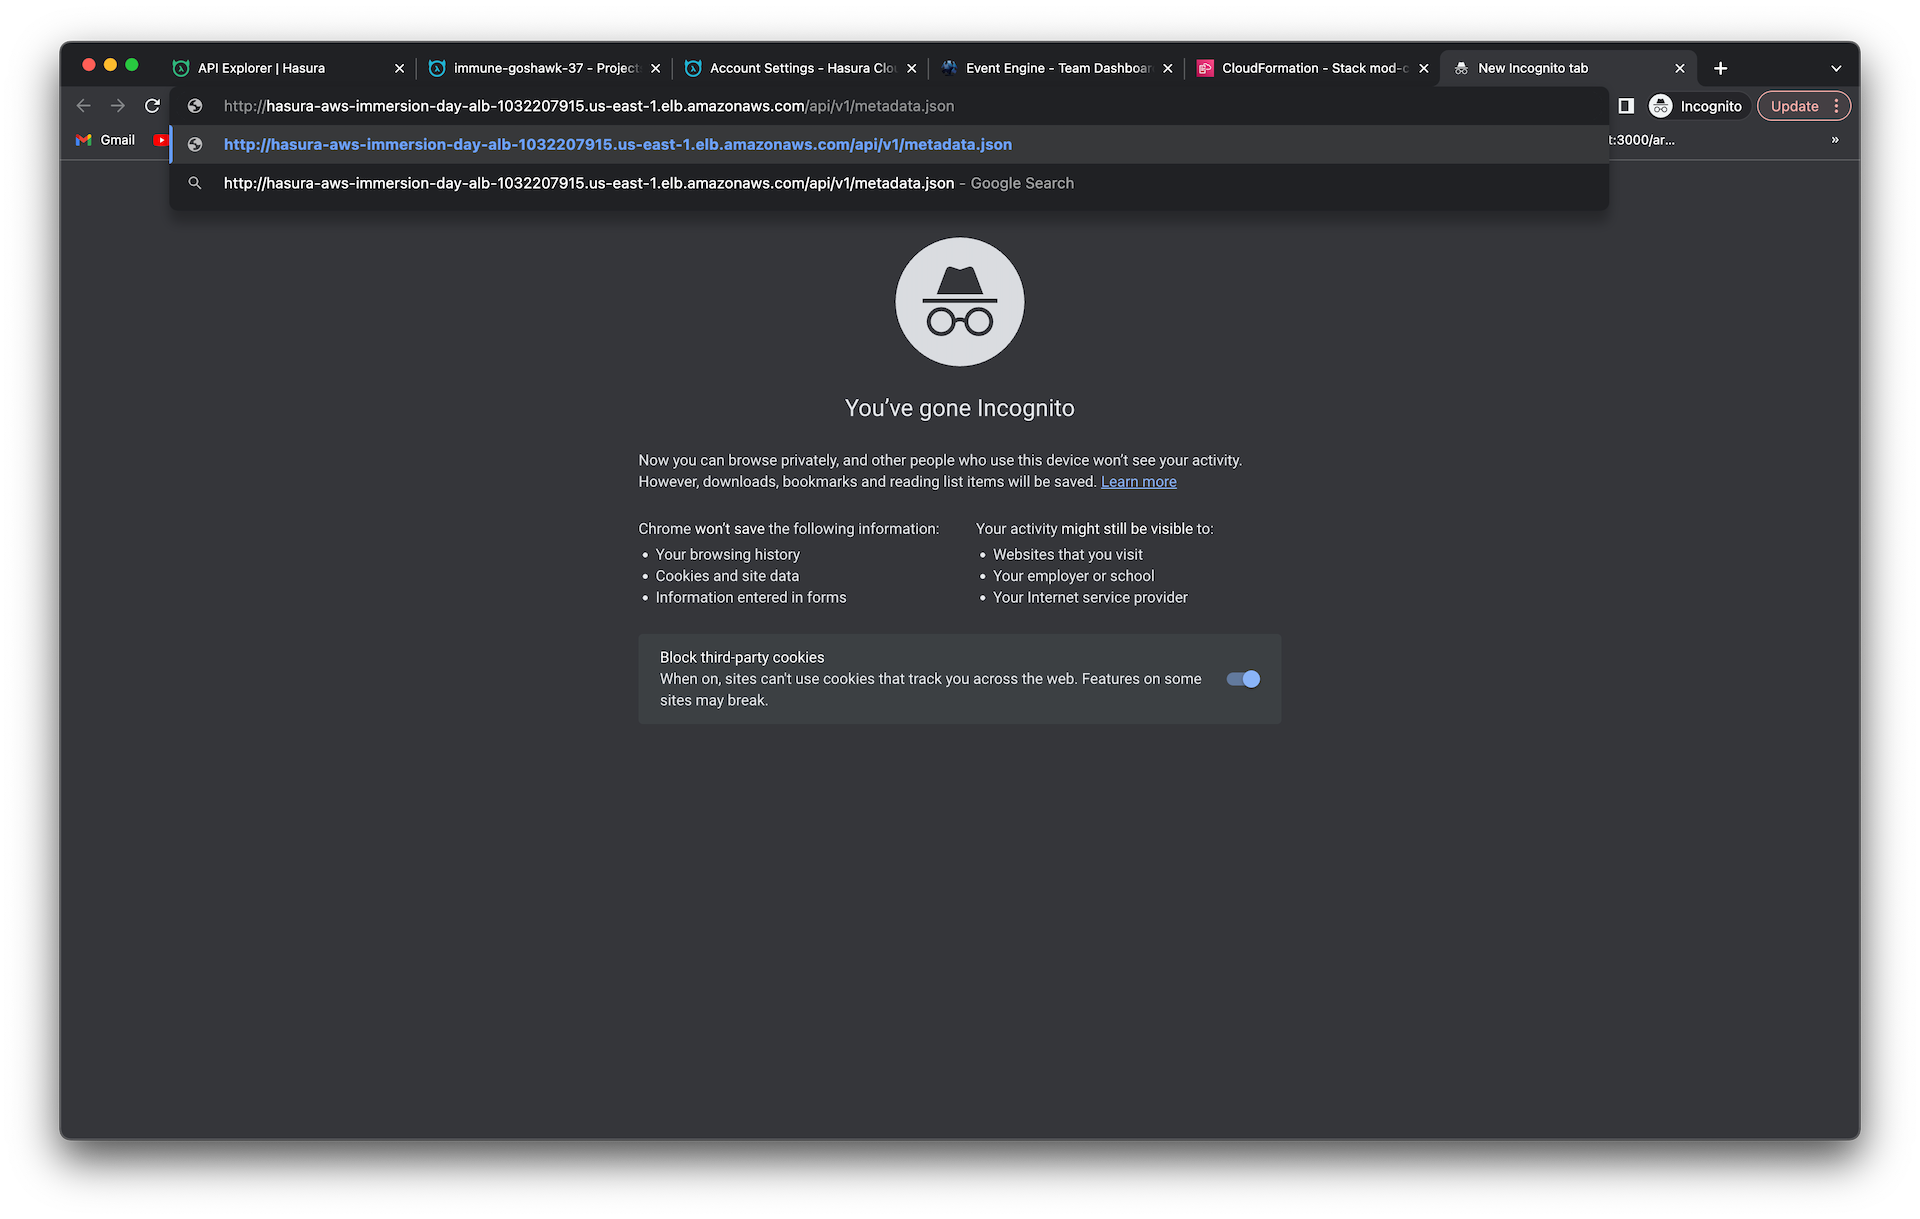 API Explorer | Hasura
immune-goshawk-37 - Project
Account Settings - Hasura Clou
Event Engine - Team Dashboar
CloudFormation - Stack mod-c
New Incognito tab
http://hasura-aws-immersion-day-alb-1032207915.us-east-1.elb.amazonaws.com/api/v1/metadata.json
Incognito
Update
Gmail
http://hasura-aws-immersion-day-alb-1032207915.us-east-1.elb.amazonaws.com/api/v1/metadata.json
t:3000/ar...
»
http://hasura-aws-immersion-day-alb-1032207915.us-east-1.elb.amazonaws.com/api/v1/metadata.json - Google Search
You've gone Incognito
Now you can browse privately, and other people who use this device won't see your activity.
However, downloads, bookmarks and reading list items will be saved. Learn more
Chrome won't save the following information:
• Your browsing history
• Cookies and site data
• Information entered in forms
Your activity might still be visible to:
• Websites that you visit
• Your employer or school
• Your Internet service provider
Block third-party cookies
When on, sites can't use cookies that track you across the web. Features on some
sites may break.